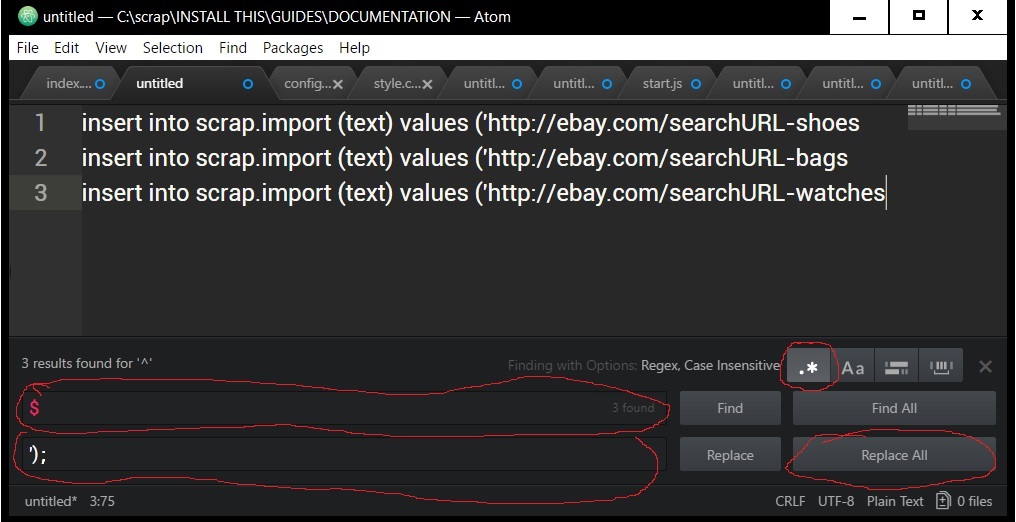 untitled — C:\scrap\INSTALL THIS\GUIDES\DOCUMENTATION — Atom
File Edit View Selection Find Packages Help
index.... untitled config... style.c... untitl... untitl... start.js untitl... untitl... untitl...
1 insert into scrap.import (text) values ('http://ebay.com/searchURL-shoes
2 insert into scrap.import (text) values ('http://ebay.com/searchURL-bags
3 insert into scrap.import (text) values ('http://ebay.com/searchURL-watches
3 results found for '^' Finding with Options: Regex, Case Insensitive .* Aa
$ 3 found Find Find All
'); Replace Replace All
untitled* 3:75 CRLF UTF-8 Plain Text 0 files